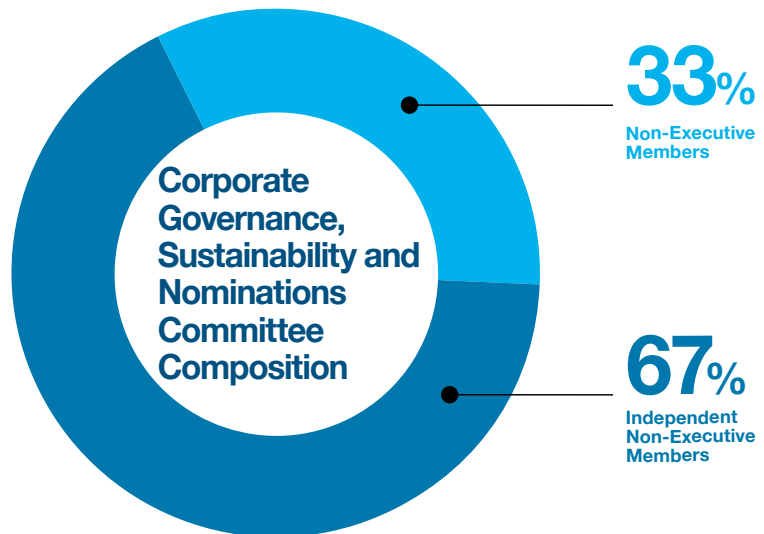 Corporate
Governance,
Sustainability and
Nominations
Committee
Composition
33%
Non-Executive
Members
67%
Independent
Non-Executive
Members